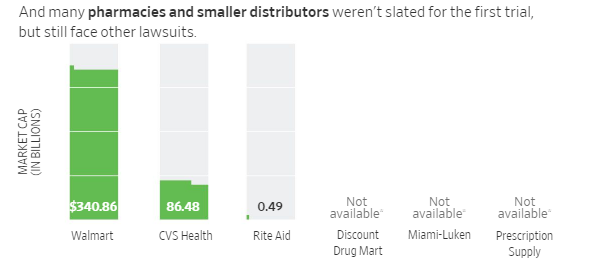 And many pharmacies and smaller distributors weren't slated for the first trial,
but still face other lawsuits.
MARKET CAP
(IN BILLIONS)
$340.86
86.48
0.49
Not
available*
Not
available*
Not
available*
Walmart
CVS Health
Rite Aid
Discount
Drug Mart
Miami-Luken
Prescription
Supply